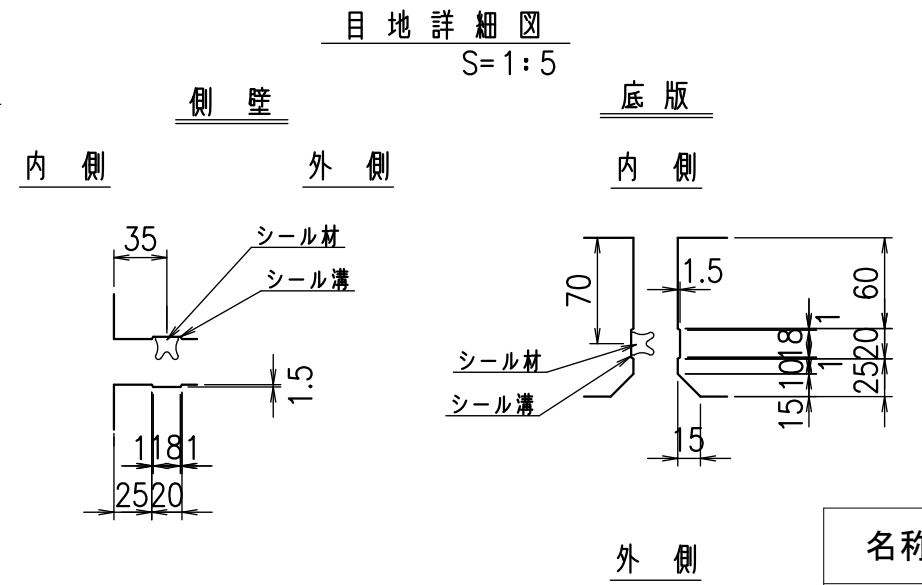 目地詳細図
S=1:5
側壁
底版
内側
外側
内側
35
シール材
シール溝
1.5
1 18 1
25 20
70
1.5
60
1
18
20
1
10
25
15
15
シール材
シール溝
外側
名称